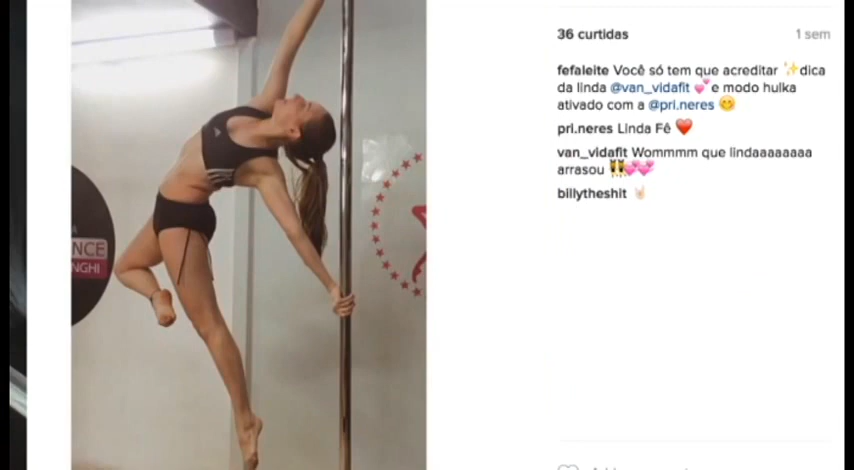 36 curtidas
1 sem
fefaleite Você só tem que acreditar ✨dica
da linda @van_vidafit 💕e modo hulka
ativado com a @pri.neres 😋
pri.neres Linda Fê ❤️
van_vidafit Wommmm que lindaaaaaaaa
arrasou 👯💕💕
billytheshit 🤘🏻
NCE
NGHI